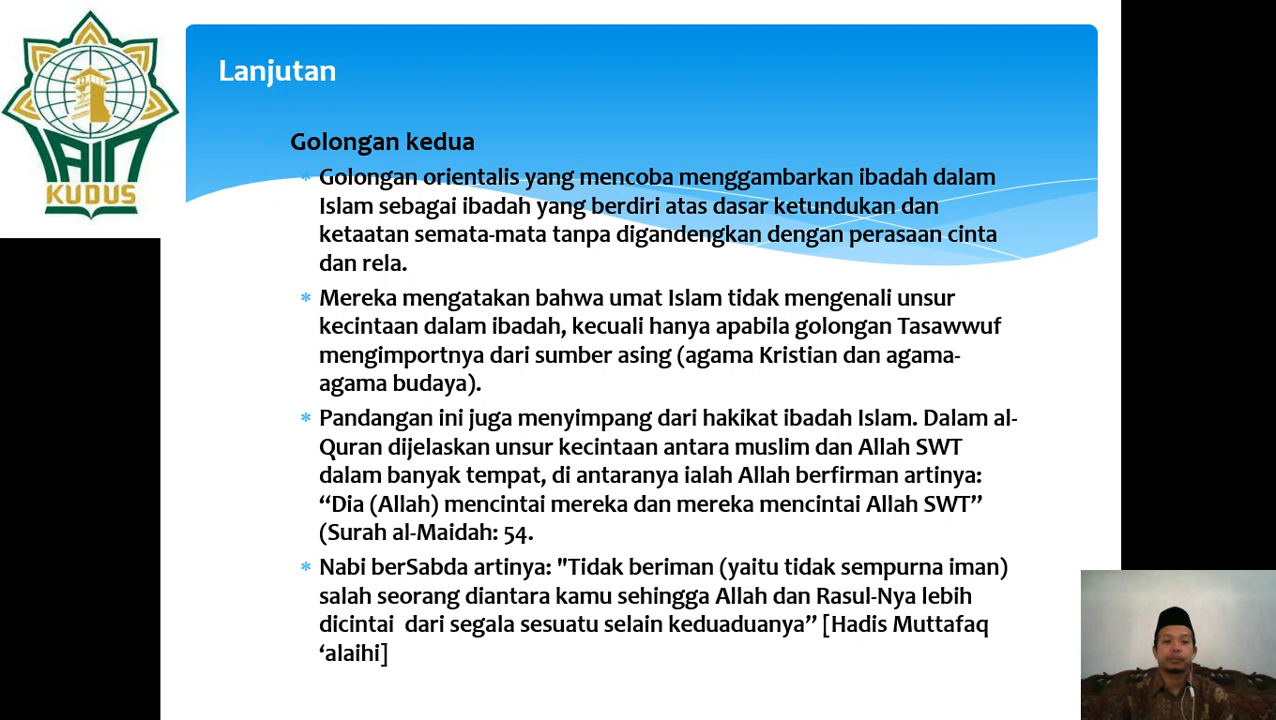 IAIN
KUDUS
Lanjutan
Golongan kedua
* Golongan orientalis yang mencoba menggambarkan ibadah dalam
Islam sebagai ibadah yang berdiri atas dasar ketundukan dan
ketaatan semata-mata tanpa digandengkan dengan perasaan cinta
dan rela.
* Mereka mengatakan bahwa umat Islam tidak mengenali unsur
kecintaan dalam ibadah, kecuali hanya apabila golongan Tasawwuf
mengimportnya dari sumber asing (agama Kristian dan agama-
agama budaya).
* Pandangan ini juga menyimpang dari hakikat ibadah Islam. Dalam al-
Quran dijelaskan unsur kecintaan antara muslim dan Allah SWT
dalam banyak tempat, di antaranya ialah Allah berfirman artinya:
“Dia (Allah) mencintai mereka dan mereka mencintai Allah SWT”
(Surah al-Maidah: 54.
* Nabi berSabda artinya: "Tidak beriman (yaitu tidak sempurna iman)
salah seorang diantara kamu sehingga Allah dan Rasul-Nya lebih
dicintai  dari segala sesuatu selain keduaduanya” [Hadis Muttafaq
‘alaihi]